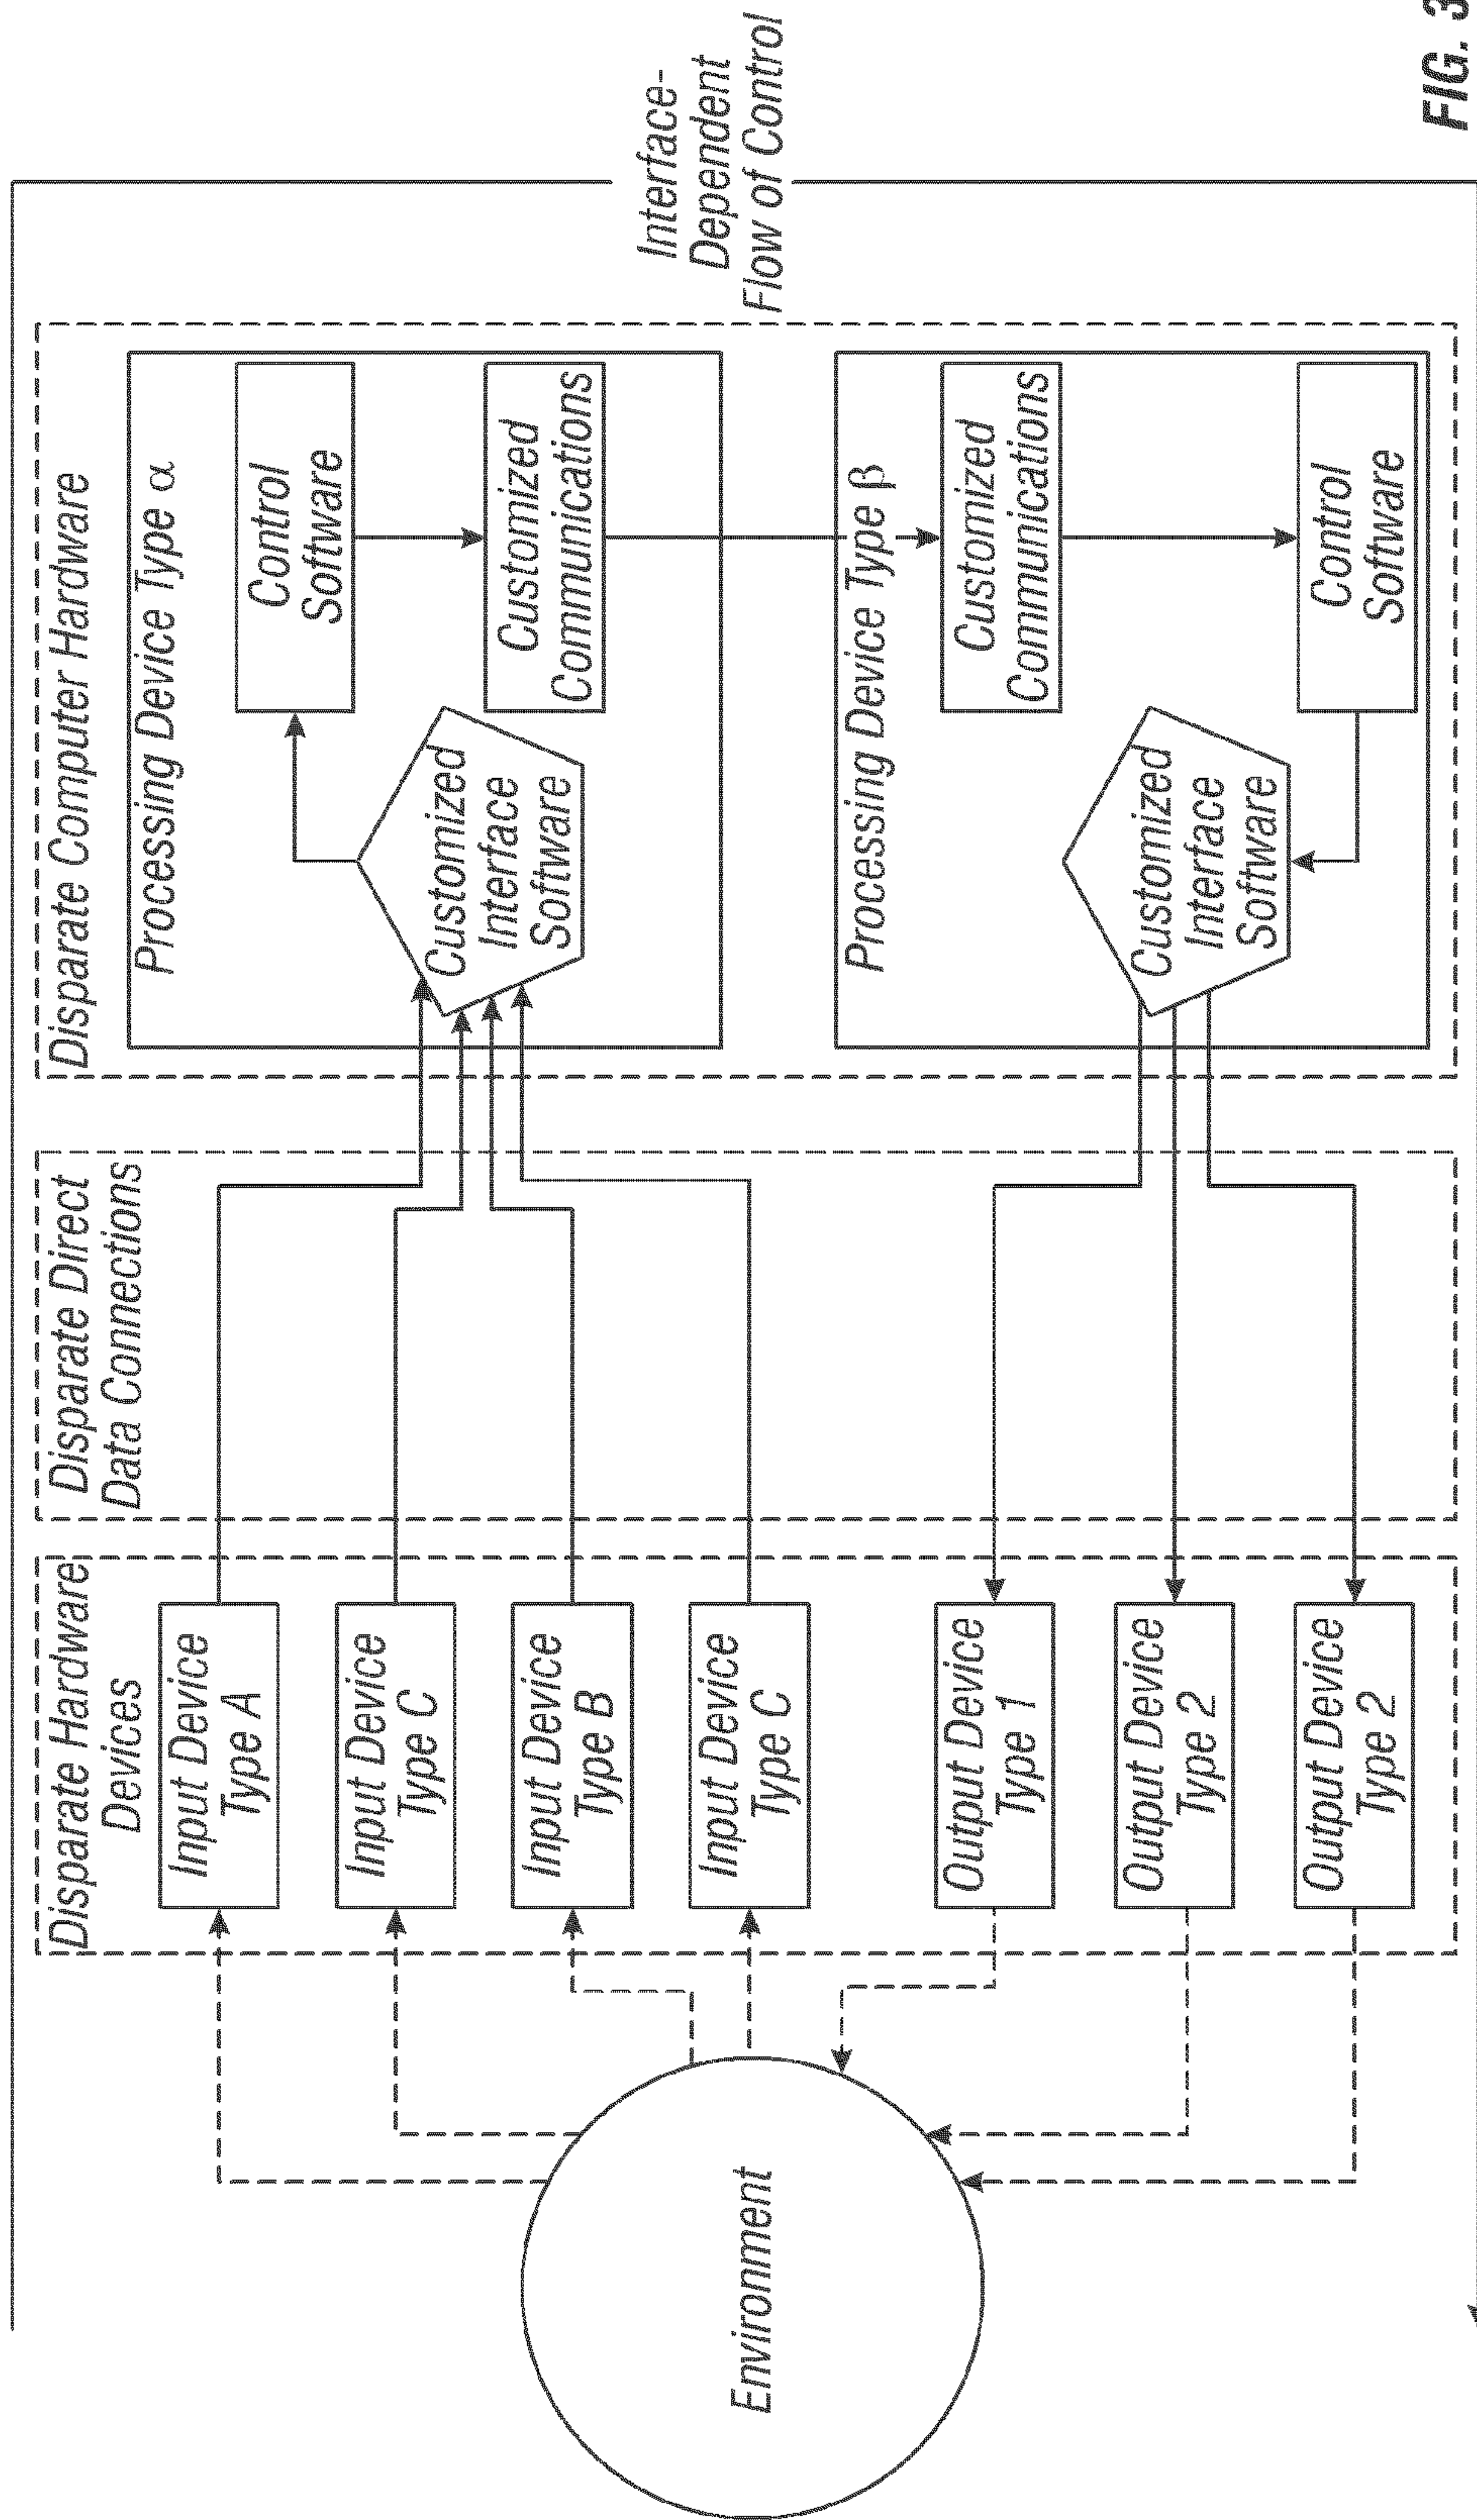 Environment
Disparate Hardware
Devices
Input Device
Type A
Input Device
Type C
Input Device
Type B
Input Device
Type C
Output Device
Type 1
Output Device
Type 2
Output Device
Type 2
Disparate Direct
Data Connections
Disparate Computer Hardware
Processing Device Type α
Customized
Interface
Software
Control
Software
Customized
Communications
Processing Device Type β
Customized
Interface
Software
Customized
Communications
Control
Software
Interface-
Dependent
Flow of Control
FIG. 3